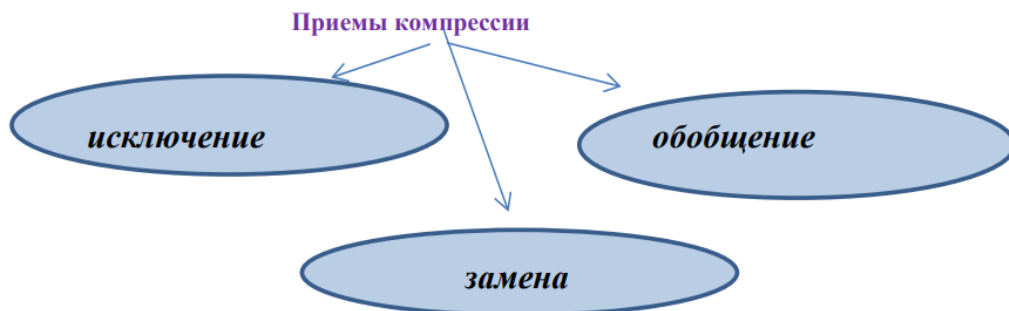 Приемы компрессии
исключение
обобщение
замена